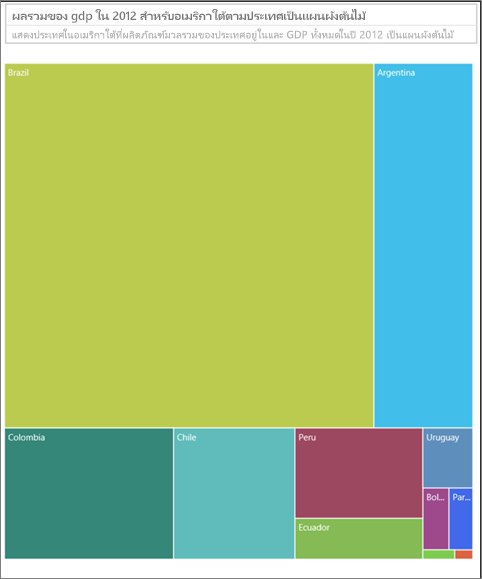 ผลรวมของ gdp ใน 2012 สำหรับอเมริกาใต้ตามประเทศเป็นแผนผังต้นไม้
แสดงประเทศในอเมริกาใต้ที่ผลิตภัณฑ์มวลรวมของประเทศอยู่ในและ GDP ทั้งหมดในปี 2012 เป็นแผนผังต้นไม้
Brazil
Argentina
Colombia
Chile
Peru
Uruguay
Bol...
Par...
Ecuador